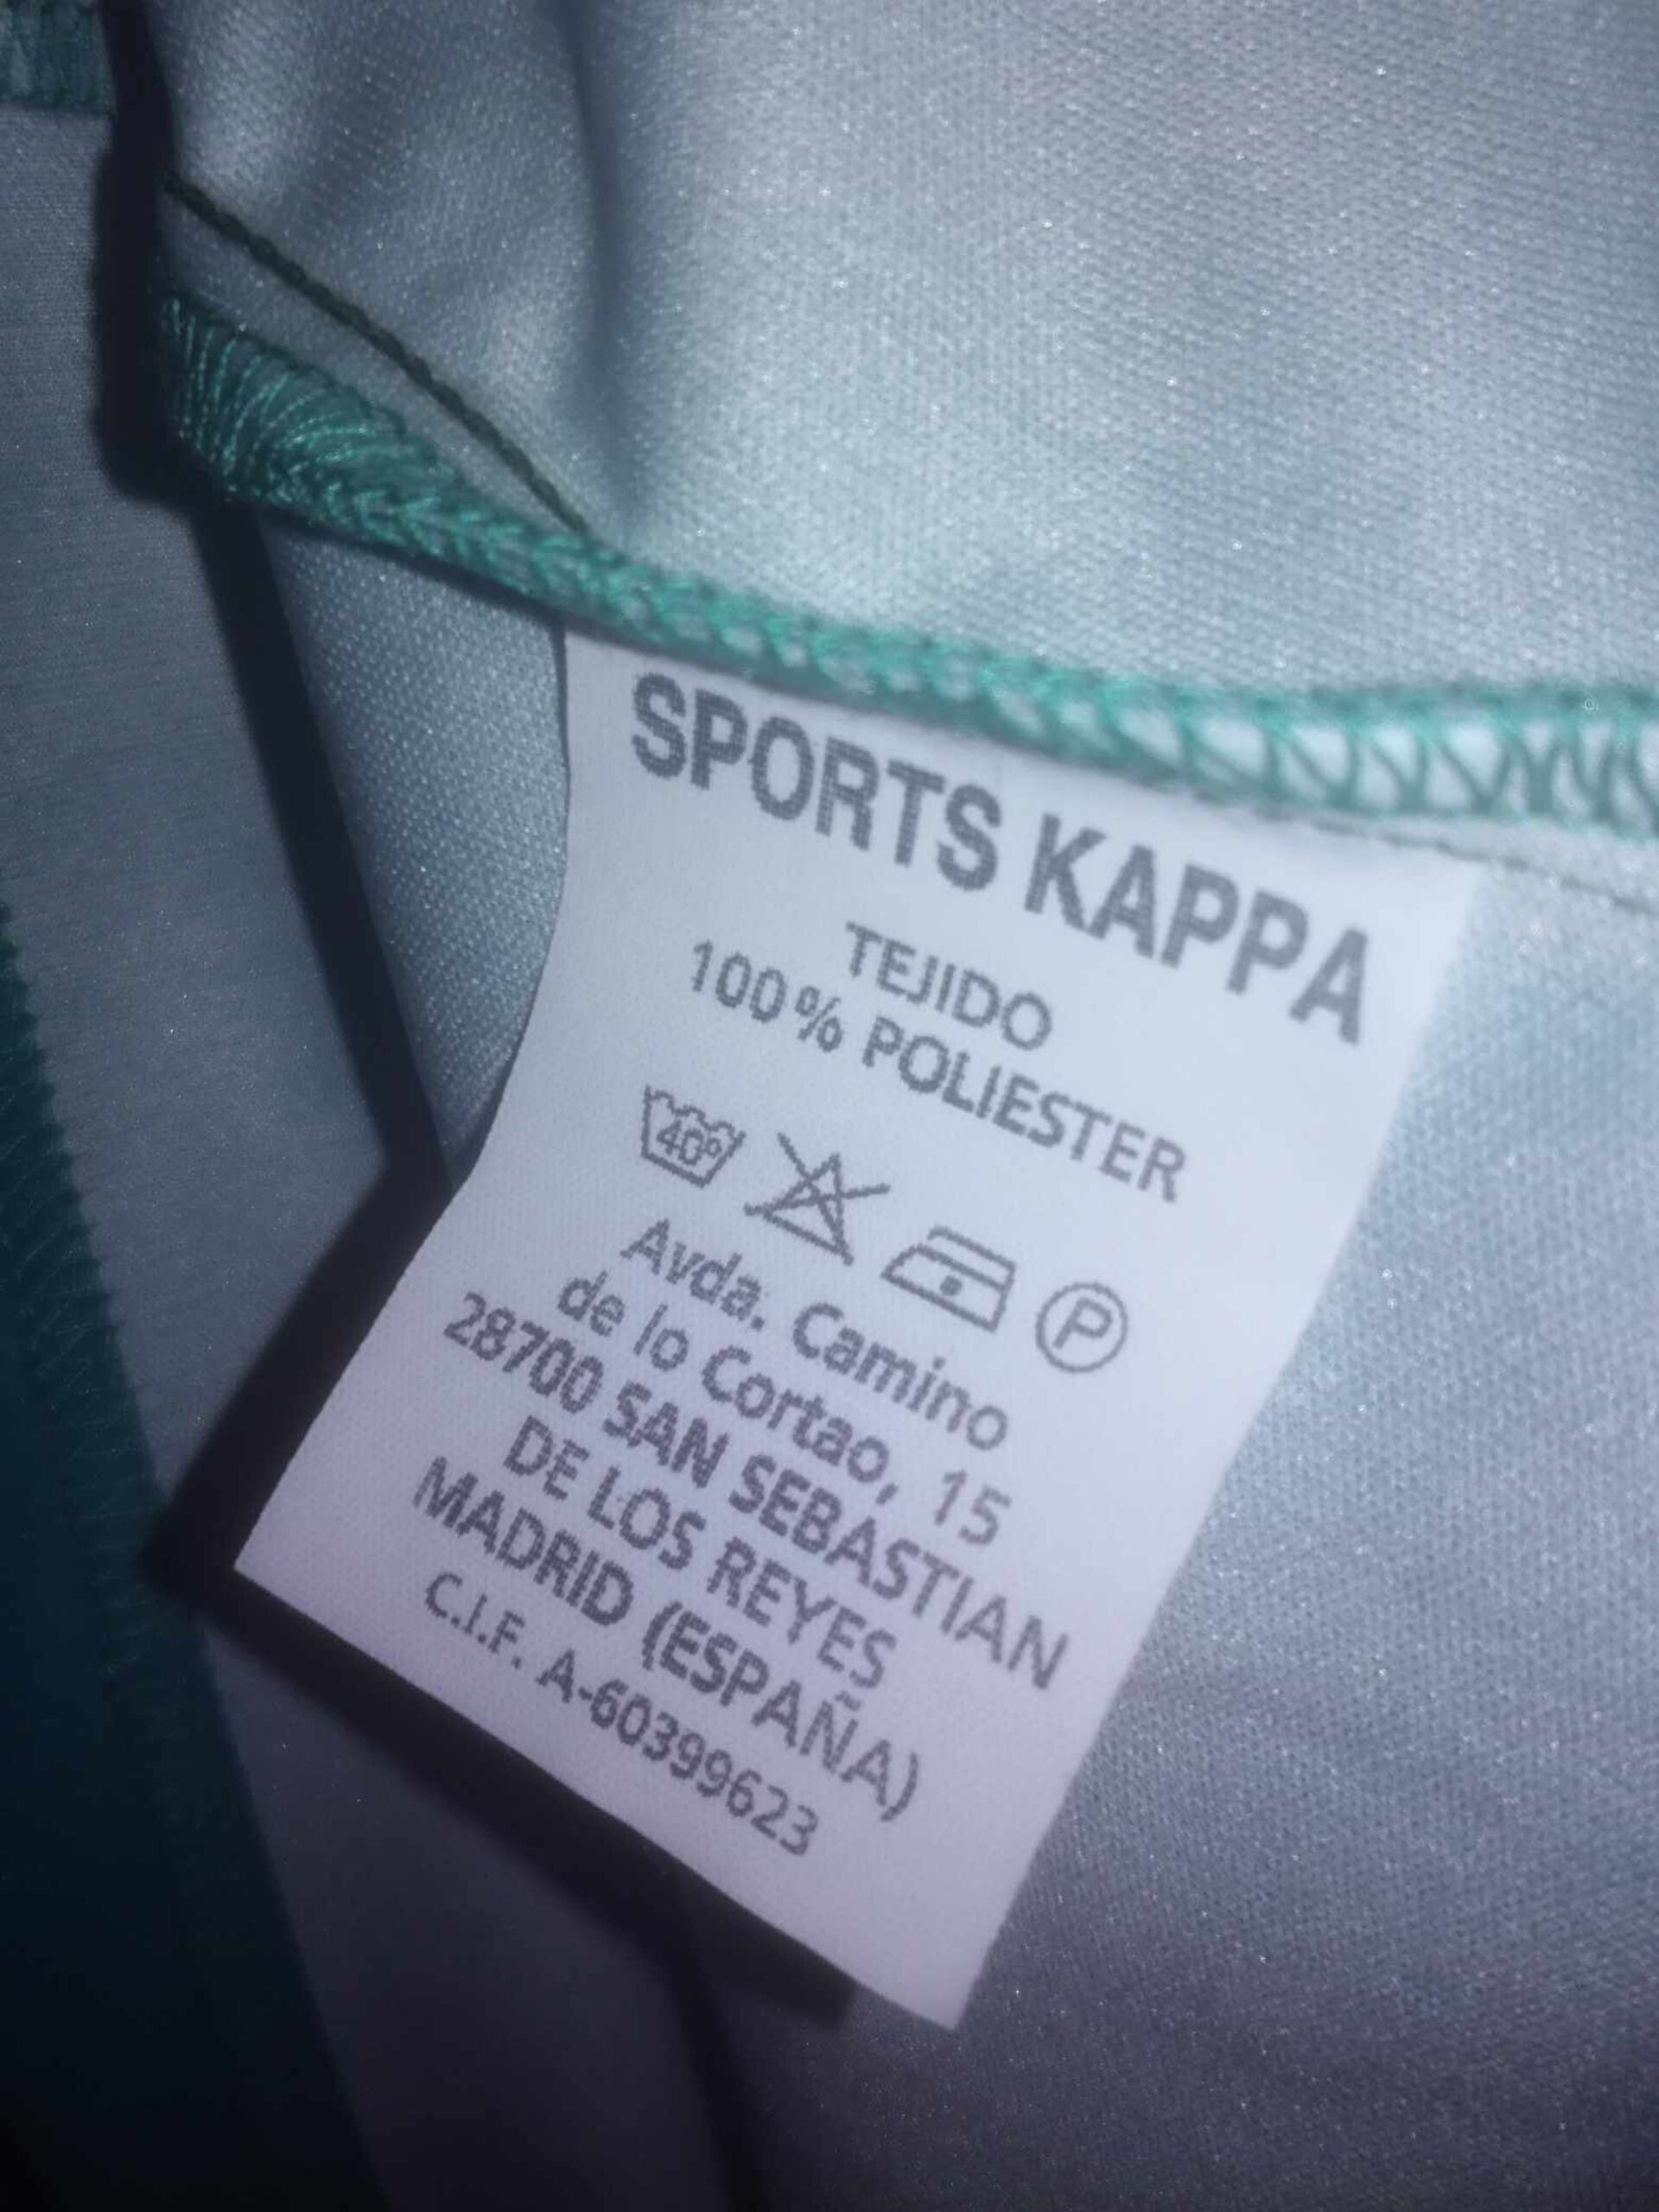 SPORTS KAPPA
TEJIDO
100% POLIESTER
40º
P
Avda. Camino
de lo Cortao, 15
28700 SAN SEBASTIAN
DE LOS REYES
MADRID (ESPAÑA)
C.I.F. A-60399623